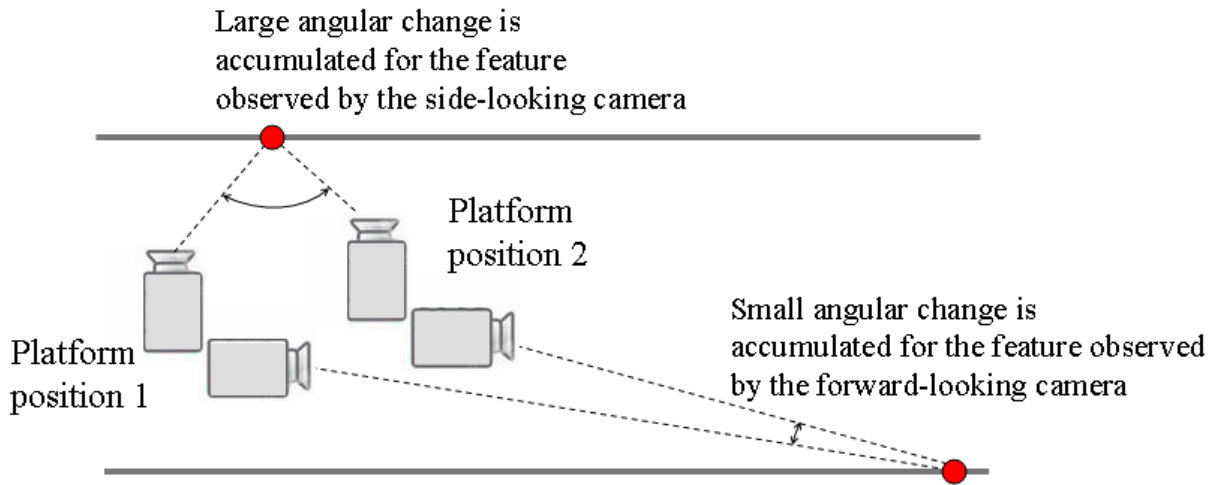 Large angular change is
accumulated for the feature
observed by the side-looking camera
Platform
position 2
Small angular change is
accumulated for the feature observed
by the forward-looking camera
Platform
position 1